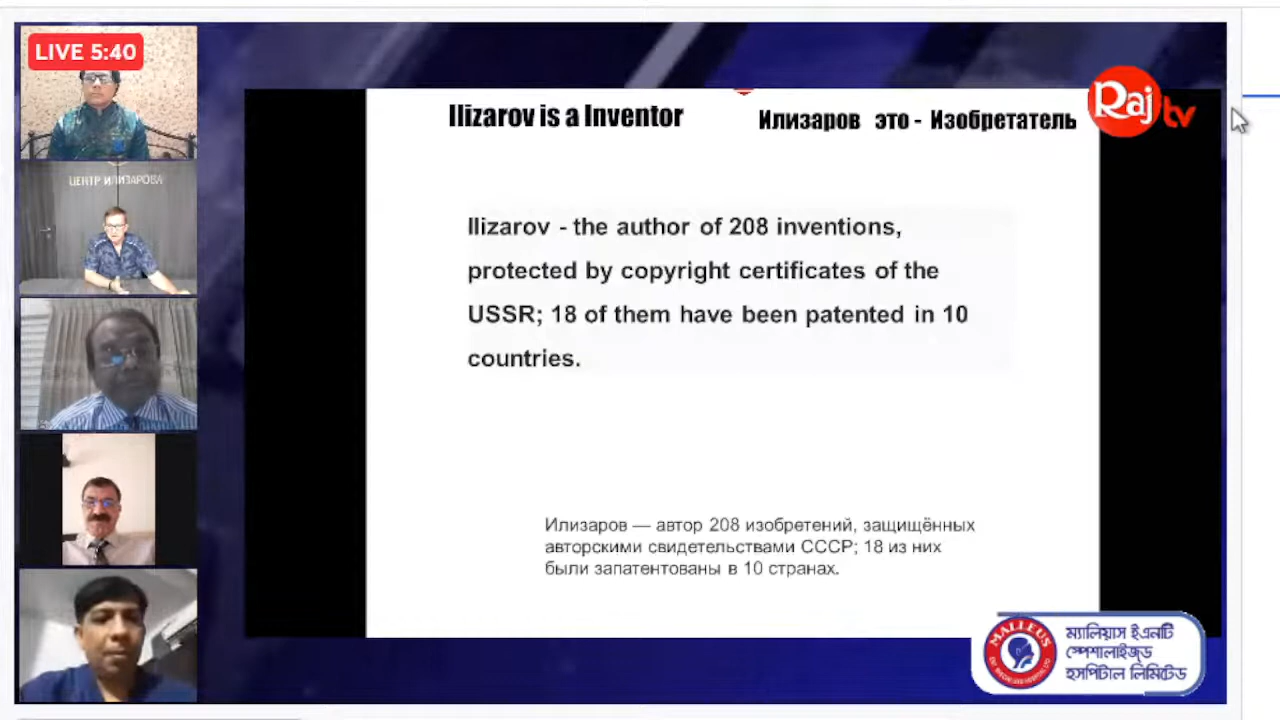 LIVE 5:40
ЦЕНТР ИЛИЗАРОВА
Ilizarov is a Inventor
Илизаров это - Изобретатель
Raj tv
Ilizarov - the author of 208 inventions,
protected by copyright certificates of the
USSR; 18 of them have been patented in 10
countries.
Илизаров — автор 208 изобретений, защищённых
авторскими свидетельствами СССР; 18 из них
были запатентованы в 10 странах.
MALLEUS
ম্যালিয়াস ইএনটি
স্পেশালাইজ্ড
হসপিটাল লিমিটেড